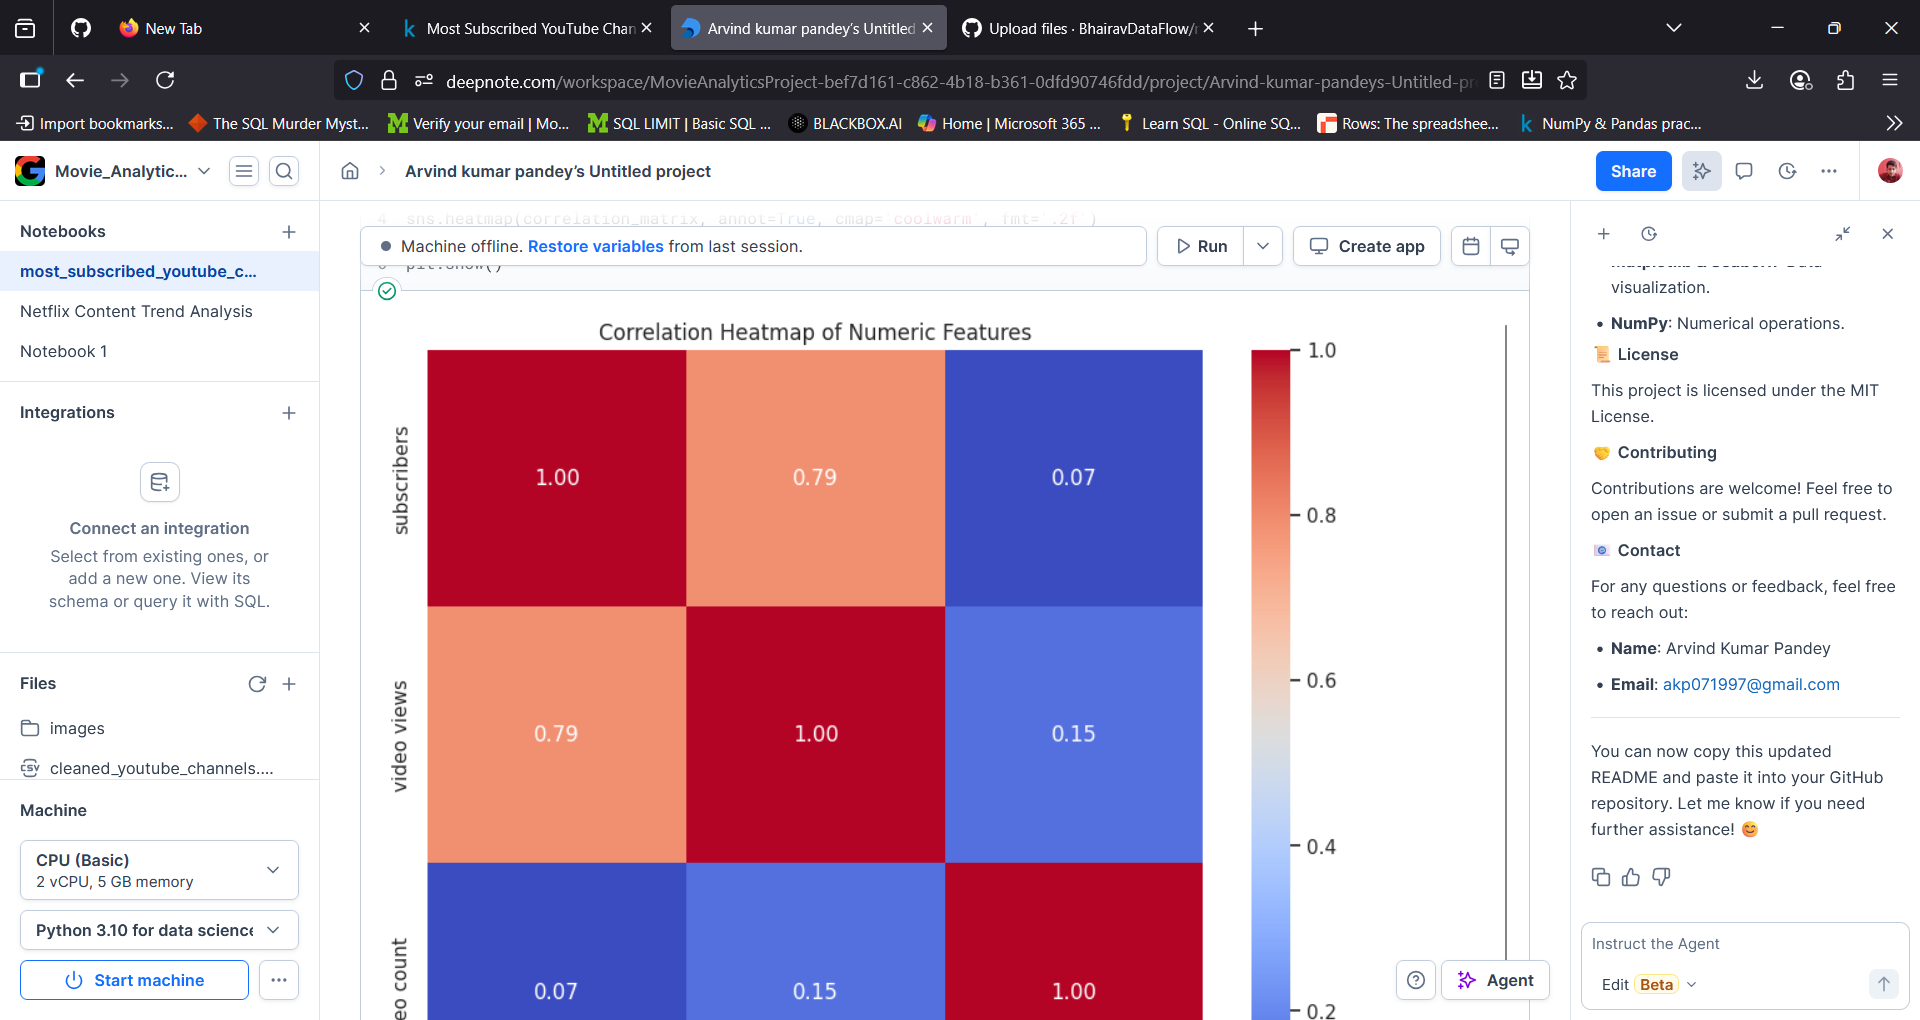 New Tab
Most Subscribed YouTube Chan
Arvind kumar pandey's Untitled
Upload files · BhairavDataFlow/
deepnote.com/workspace/MovieAnalyticsProject-bef7d161-c862-4b18-b361-0dfd90746fdd/project/Arvind-kumar-pandeys-Untitled-pr
Import bookmarks...
The SQL Murder Myst...
Verify your email | Mo...
SQL LIMIT | Basic SQL ...
BLACKBOX.AI
Home | Microsoft 365 ...
Learn SQL - Online SQ...
Rows: The spreadshee...
NumPy & Pandas prac...
Movie_Analytic...
Arvind kumar pandey's Untitled project
Share
Notebooks
most_subscribed_youtube_c...
Netflix Content Trend Analysis
Notebook 1
Integrations
Connect an integration
Select from existing ones, or
add a new one. View its
schema or query it with SQL.
Files
images
CSV
cleaned_youtube_channels....
Machine
CPU (Basic)
2 vCPU, 5 GB memory
Python 3.10 for data science
Start machine
4 sns.heatmap(correlation_matrix, annot=True, cmap='coolwarm', fmt='.2f')
Machine offline. Restore variables from last session.
Run
Create app
plt.show()
Correlation Heatmap of Numeric Features
subscribers
1.00
0.79
0.07
video views
0.79
1.00
0.15
eo count
0.07
0.15
1.00
1.0
0.8
0.6
0.4
0.2
Agent
visualization.
• NumPy: Numerical operations.
📜 License
This project is licensed under the MIT
License.
🤝 Contributing
Contributions are welcome! Feel free to
open an issue or submit a pull request.
📧 Contact
For any questions or feedback, feel free
to reach out:
• Name: Arvind Kumar Pandey
• Email: akp071997@gmail.com
You can now copy this updated
README and paste it into your GitHub
repository. Let me know if you need
further assistance! 😊
Instruct the Agent
Edit Beta